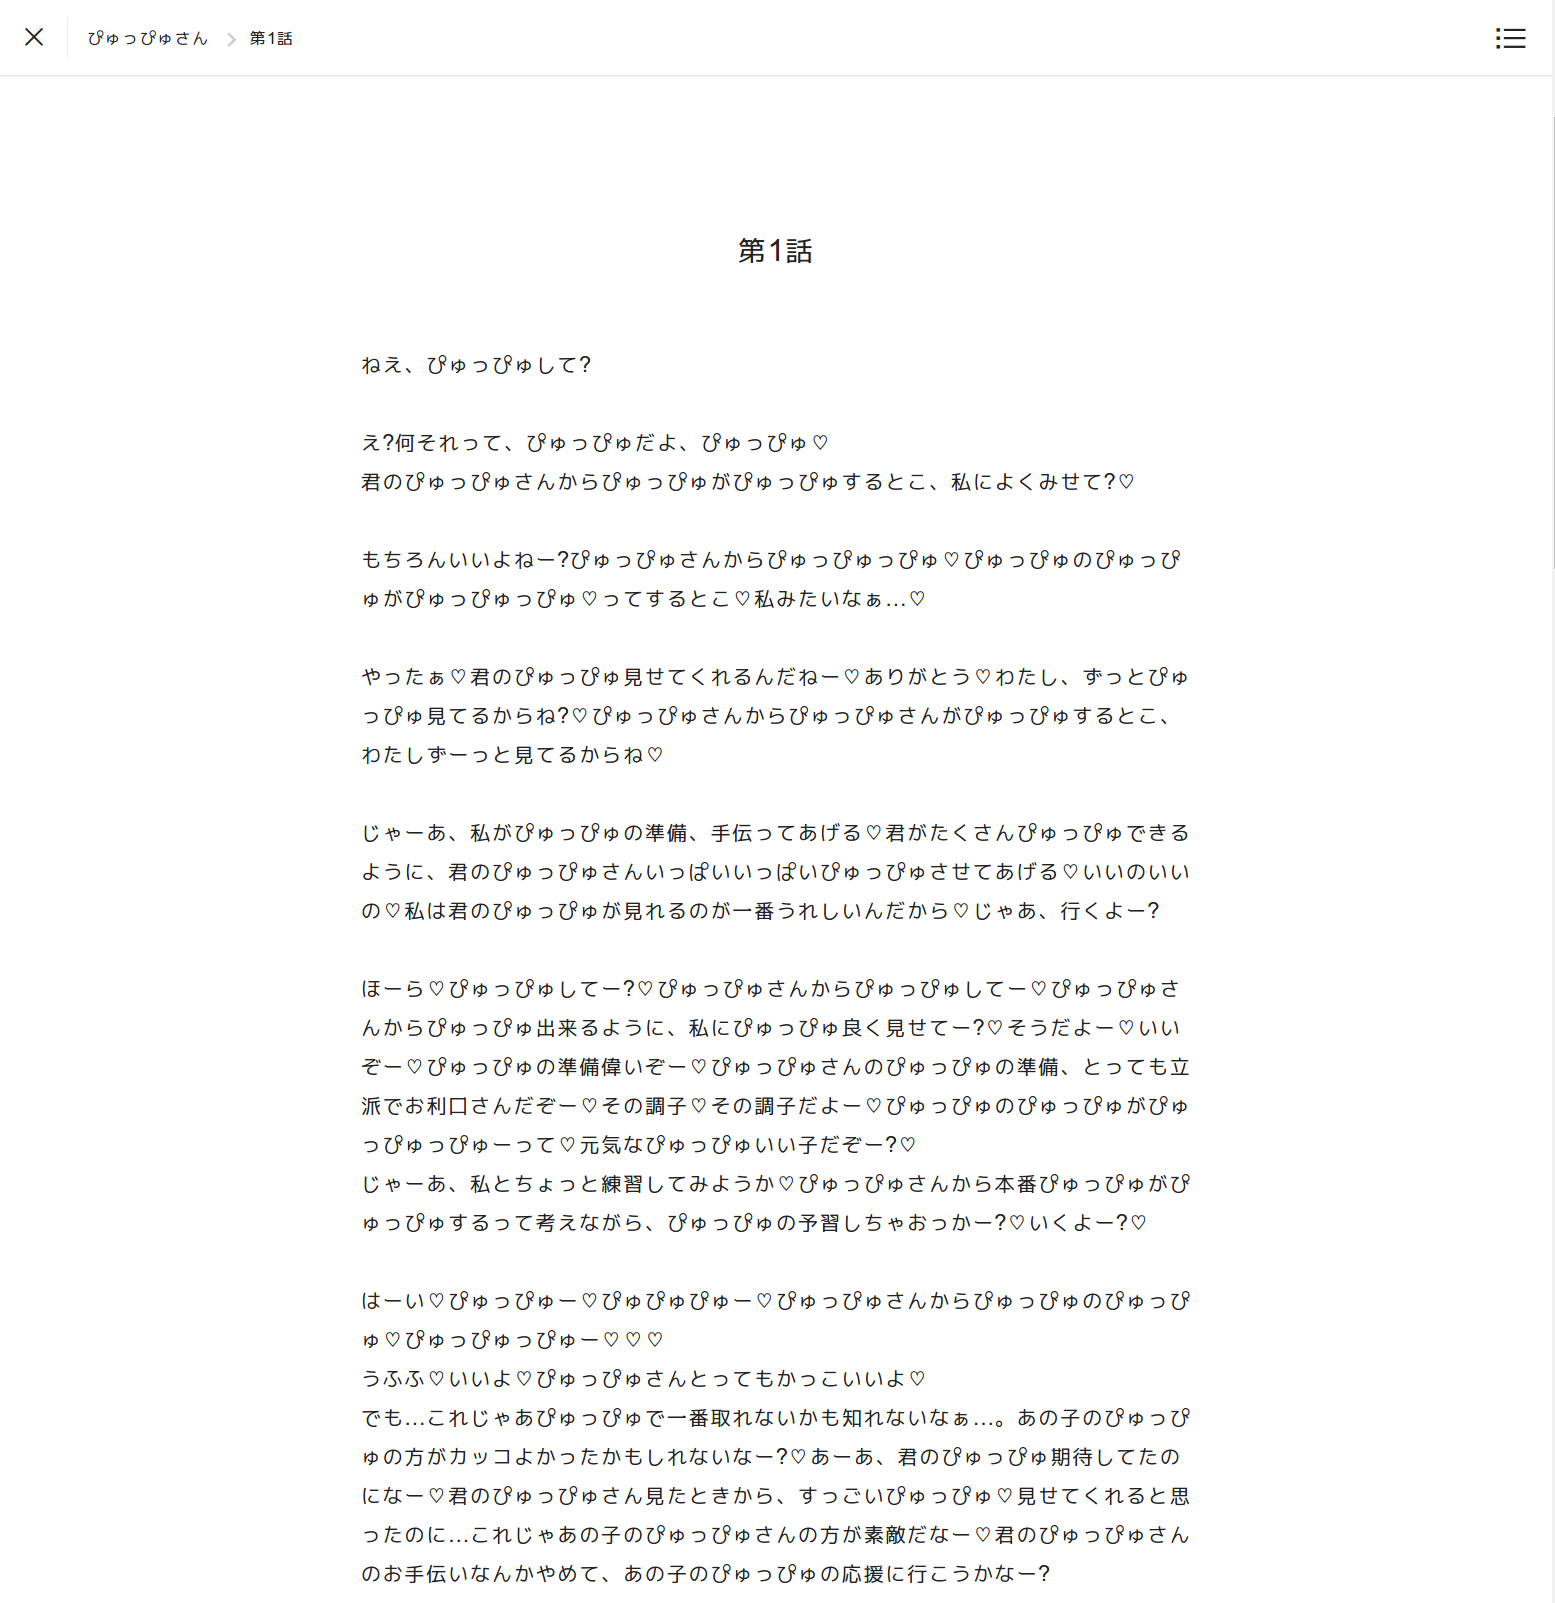 ぴゅっぴゅさん
第1話
第1話
ねえ、ぴゅっぴゅして?
え?何それって、ぴゅっぴゅだよ、ぴゅっぴゅ♡
君のぴゅっぴゅさんからぴゅっぴゅがぴゅっぴゅするとこ、私によくみせて?♡
もちろんいいよねー?ぴゅっぴゅさんからぴゅっぴゅっぴゅ♡ぴゅっぴゅのぴゅっぴ
ゅがぴゅっぴゅっぴゅ♡ってするとこ♡私みたいなぁ…♡
やったぁ♡君のぴゅっぴゅ見せてくれるんだねー♡ありがとう♡わたし、ずっとぴゅ
っぴゅ見てるからね?♡ぴゅっぴゅさんからぴゅっぴゅさんがぴゅっぴゅするとこ、
わたしずーっと見てるからね♡
じゃーあ、私がぴゅっぴゅの準備、手伝ってあげる♡君がたくさんぴゅっぴゅできる
ように、君のぴゅっぴゅさんいっぱいいっぱいぴゅっぴゅさせてあげる♡いいのいい
の♡私は君のぴゅっぴゅが見れるのが一番うれしいんだから♡じゃあ、行くよー?
ほーら♡ぴゅっぴゅしてー?♡ぴゅっぴゅさんからぴゅっぴゅしてー♡ぴゅっぴゅさ
んからぴゅっぴゅ出来るように、私にぴゅっぴゅ良く見せてー?♡そうだよー♡いい
ぞー♡ぴゅっぴゅの準備偉いぞー♡ぴゅっぴゅさんのぴゅっぴゅの準備、とっても立
派でお利口さんだぞー♡その調子♡その調子だよー♡ぴゅっぴゅのぴゅっぴゅがぴゅ
っぴゅっぴゅーって♡元気なぴゅっぴゅいい子だぞー?♡
じゃーあ、私とちょっと練習してみようか♡ぴゅっぴゅさんから本番ぴゅっぴゅがぴ
ゅっぴゅするって考えながら、ぴゅっぴゅの予習しちゃおっかー?♡いくよー?♡
はーい♡ぴゅっぴゅー♡ぴゅぴゅぴゅー♡ぴゅっぴゅさんからぴゅっぴゅのぴゅっぴ
ゅ♡ぴゅっぴゅっぴゅー♡♡♡
うふふ♡いいよ♡ぴゅっぴゅさんとってもかっこいいよ♡
でも…これじゃあぴゅっぴゅで一番取れないかも知れないなぁ…。あの子のぴゅっぴ
ゅの方がカッコよかったかもしれないなー?♡あーあ、君のぴゅっぴゅ期待してたの
になー♡君のぴゅっぴゅさん見たときから、すっごいぴゅっぴゅ♡見せてくれると思
ったのに…これじゃあの子のぴゅっぴゅさんの方が素敵だなー♡君のぴゅっぴゅさん
のお手伝いなんかやめて、あの子のぴゅっぴゅの応援に行こうかなー?